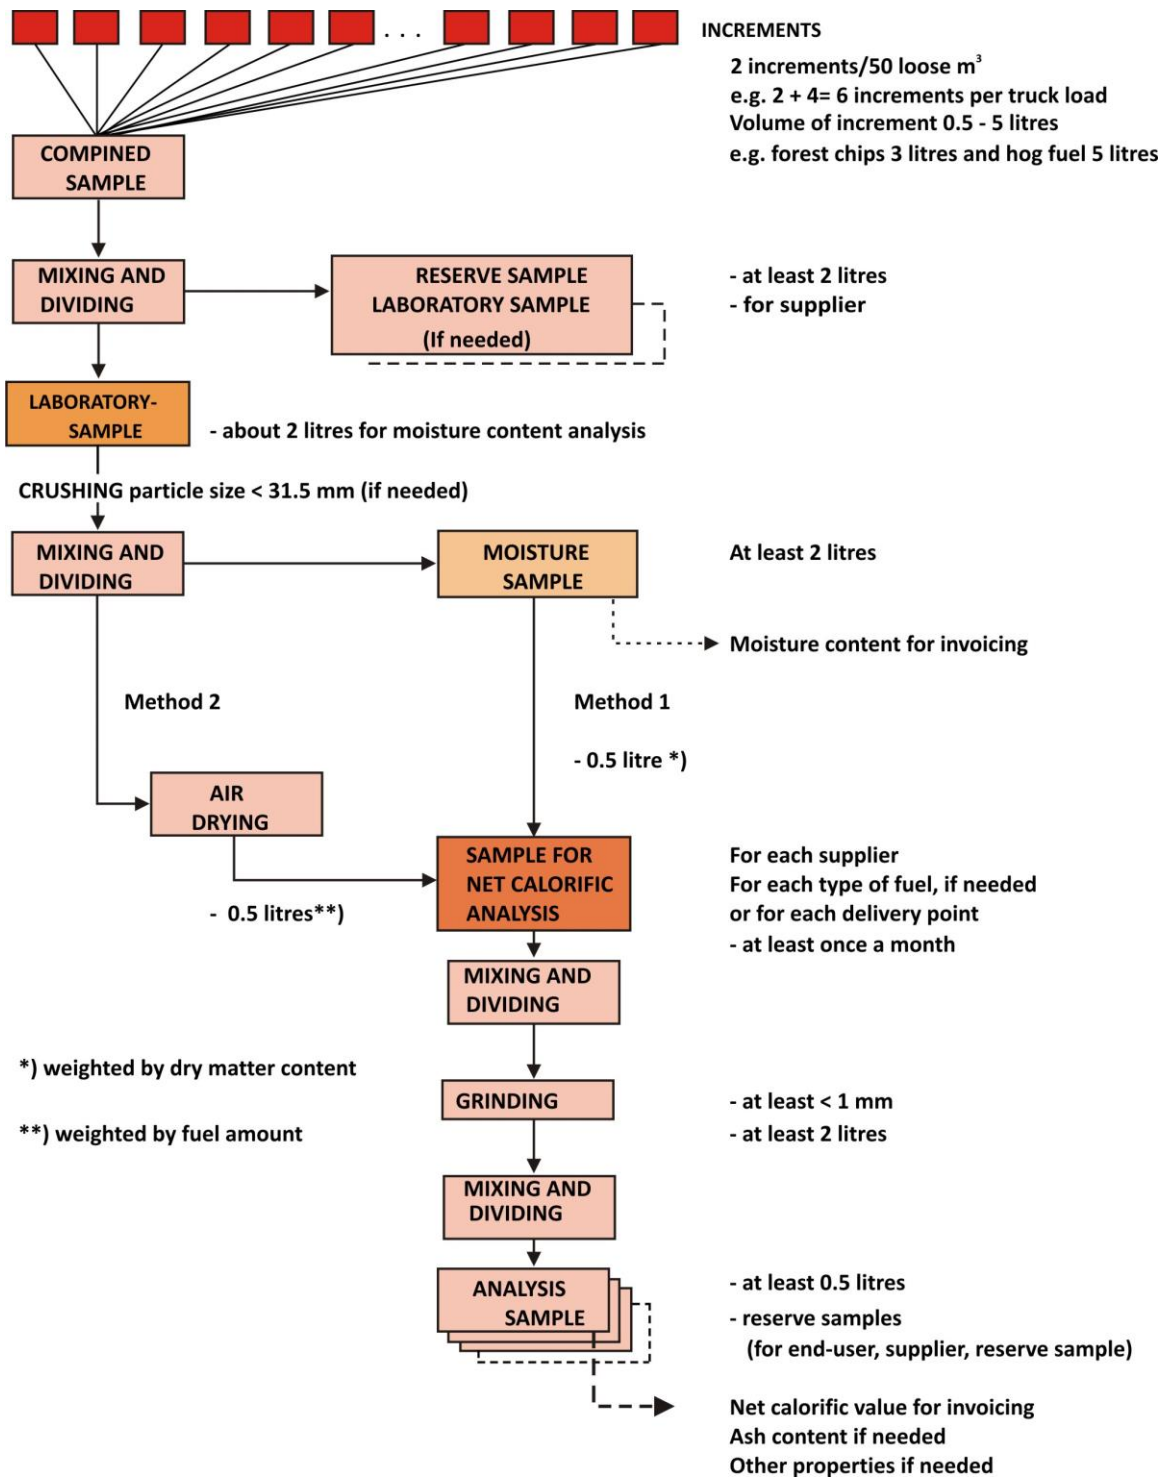 . . .
INCREMENTS
2 increments/50 loose m³
e.g. 2 + 4= 6 increments per truck load
Volume of increment 0.5 - 5 litres
e.g. forest chips 3 litres and hog fuel 5 litres
COMPINED
SAMPLE
MIXING AND
DIVIDING
RESERVE SAMPLE
LABORATORY SAMPLE
(If needed)
- at least 2 litres
- for supplier
LABORATORY-
SAMPLE
- about 2 litres for moisture content analysis
CRUSHING particle size < 31.5 mm (if needed)
MIXING AND
DIVIDING
MOISTURE
SAMPLE
At least 2 litres
Moisture content for invoicing
Method 2
Method 1
- 0.5 litre *)
AIR
DRYING
- 0.5 litres**)
SAMPLE FOR
NET CALORIFIC
ANALYSIS
For each supplier
For each type of fuel, if needed
or for each delivery point
- at least once a month
MIXING AND
DIVIDING
*) weighted by dry matter content
**) weighted by fuel amount
GRINDING
- at least < 1 mm
- at least 2 litres
MIXING AND
DIVIDING
ANALYSIS
SAMPLE
- at least 0.5 litres
- reserve samples
(for end-user, supplier, reserve sample)
Net calorific value for invoicing
Ash content if needed
Other properties if needed